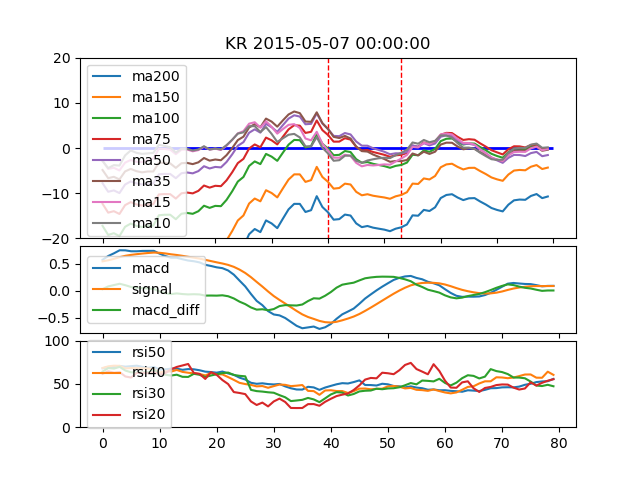 KR 2015-05-07 00:00:00
20
10
0
−10
−20
ma200
ma150
ma100
ma75
ma50
ma35
ma15
ma10
0.5
0.0
−0.5
macd
signal
macd_diff
100
50
0
rsi50
rsi40
rsi30
rsi20
0 10 20 30 40 50 60 70 80